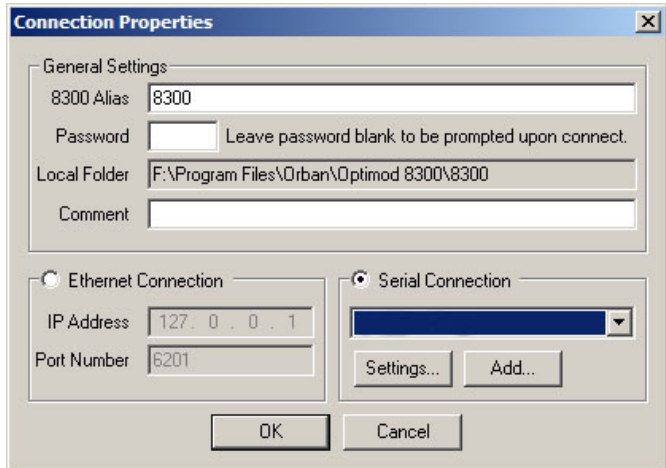 Connection Properties
General Settings
8300 Alias 8300
Password Leave password blank to be prompted upon connect.
Local Folder F:\Program Files\Orban\Optimod 8300\8300
Comment
Ethernet Connection
IP Address 127. 0 . 0 . 1
Port Number 6201
Serial Connection
Settings... Add...
OK Cancel